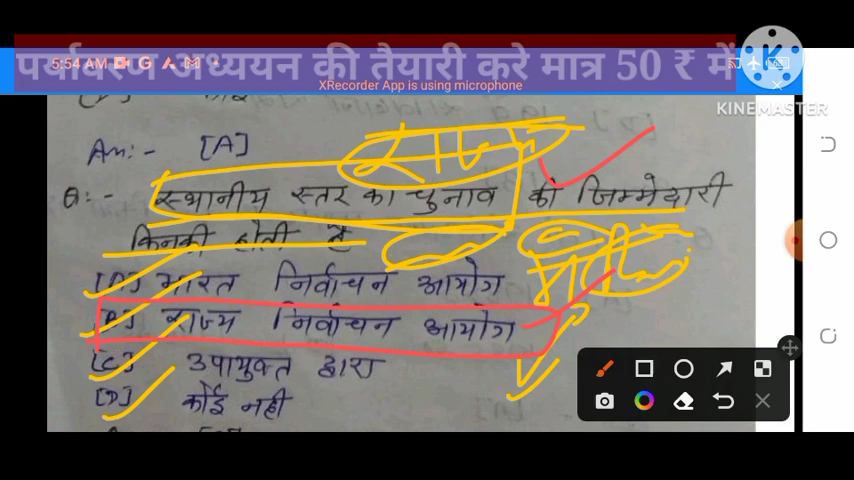 पर्यावरण अध्ययन की तैयारी करे मात्र 50 ₹ में
5:54 AM
XRecorder App is using microphone
KINEMASTER
Ans:- [A]
Q:- स्थानीय स्तर का चुनाव की जिम्मेदारी
किनकी होती है
[A] भारत निर्वाचन आयोग
[B] राज्य निर्वाचन आयोग
[C] उपायुक्त द्वारा
[D] कोई नही